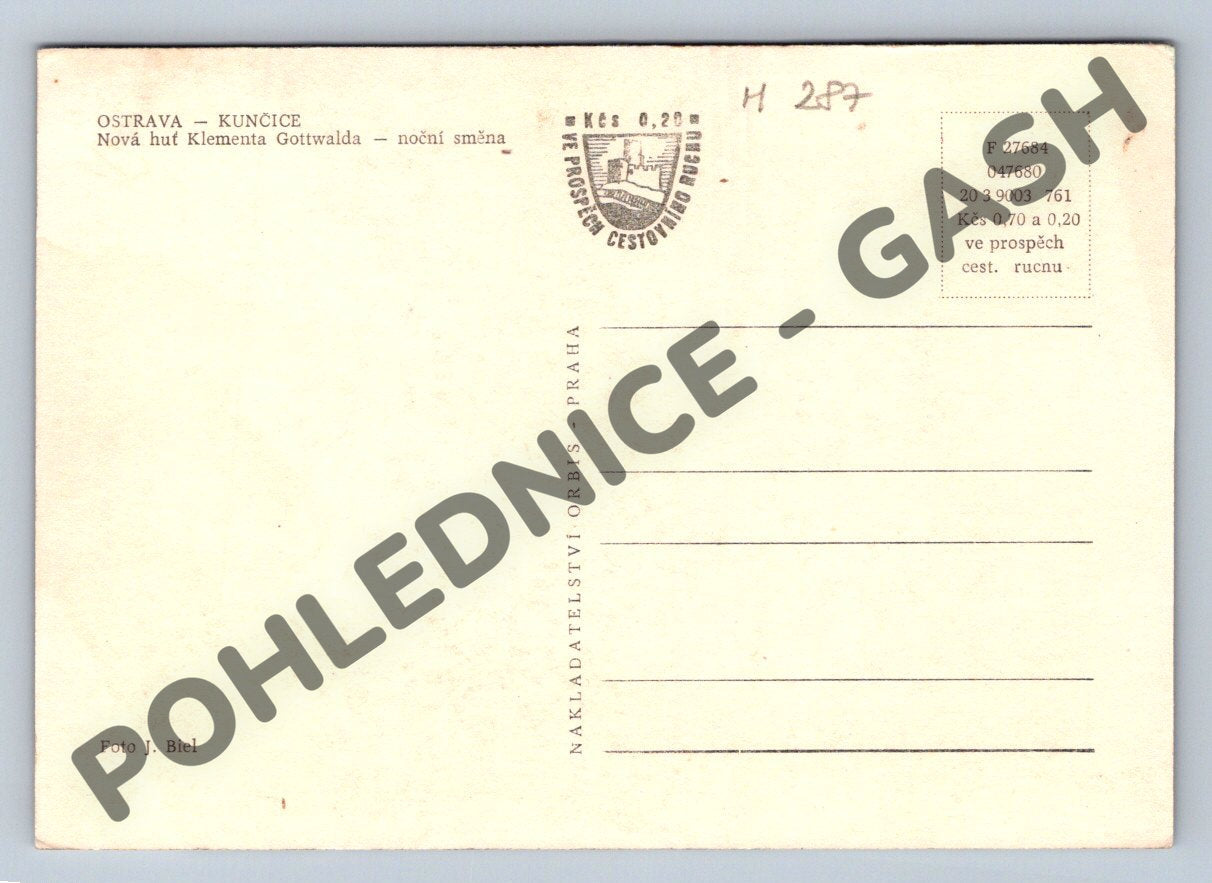 OSTRAVA — KUNČICE
Nová huť Klementa Gottwalda — noční směna
Kčs 0,20
VE PROSPĚCH CESTOVNÍHO RUCHU
H 287
F 27684
047680
20 3 9003 761
Kčs 0,70 a 0,20
ve prospěch
cest. rucnu
NAKLADATELSTVÍ ORBIS - PRAHA
Foto J. Biel
POHLEDNICE - GASH